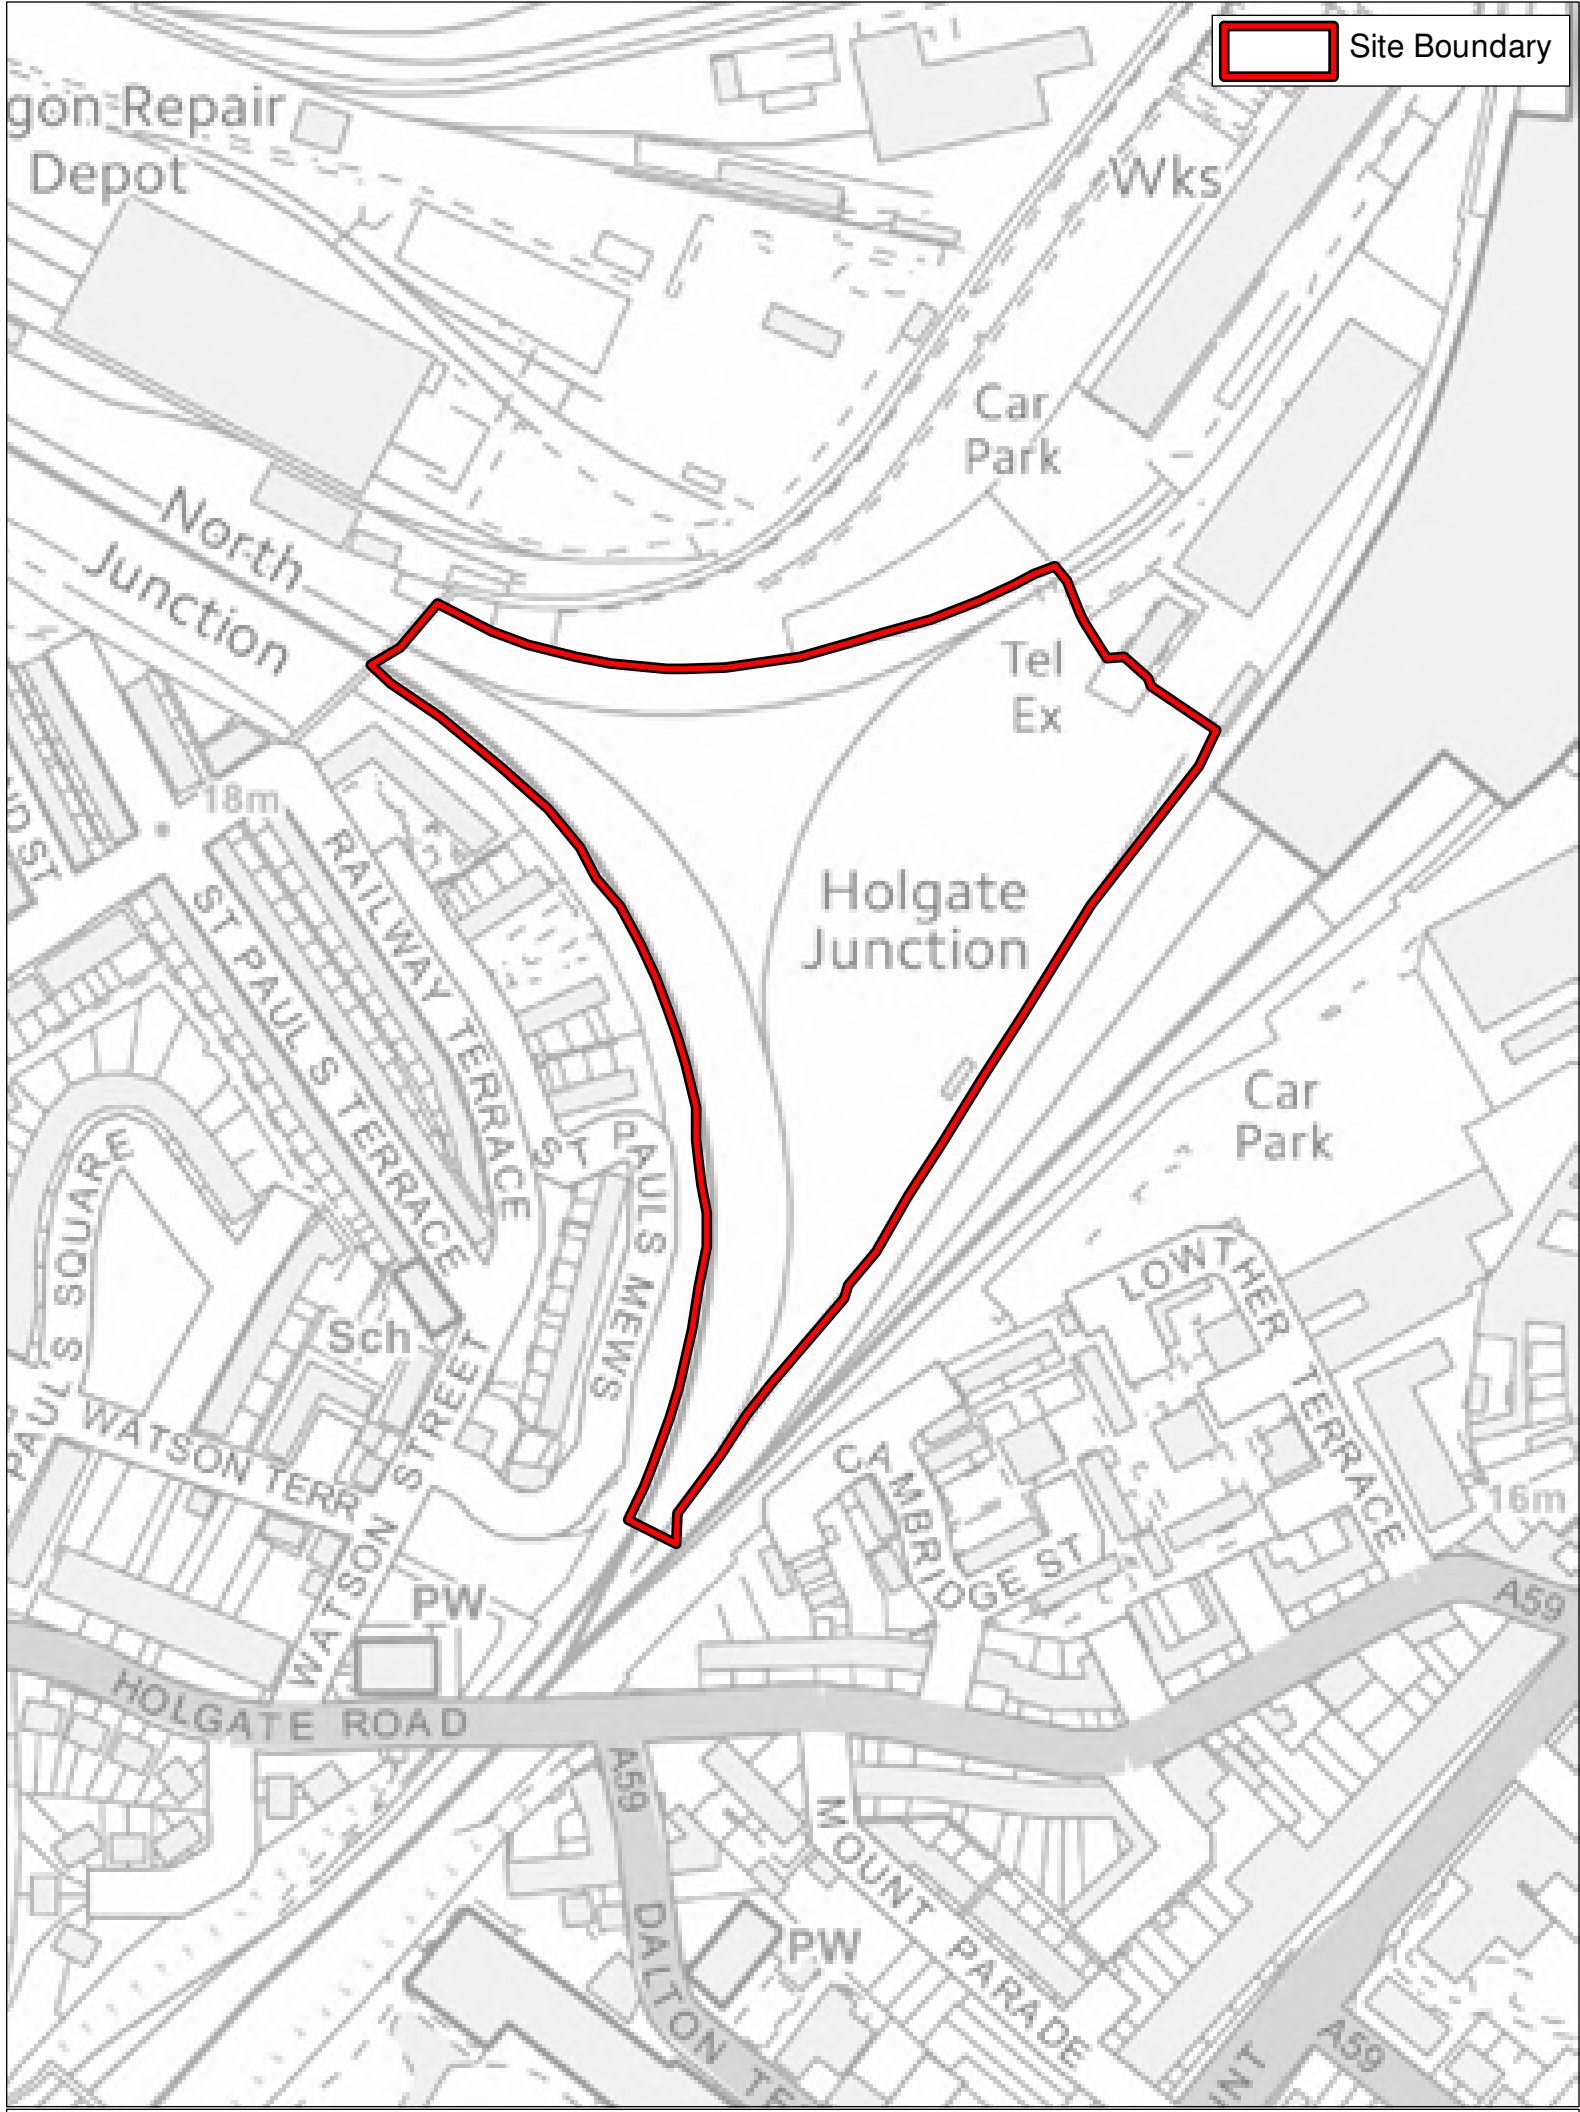 Site Boundary
gon Repair
Depot
Wks
Car
Park
North
Junction
Tel
Ex
18m
Holgate
Junction
RAILWAY TERRACE
ST PAUL S TERRACE
Car
Park
ST PAULS MEWS
PAUL S SQUARE
LOWTHER TERRACE
Sch
WATSON TERR
WATSON STREET
CAMBRIDGE ST
16m
PW
A59
HOLGATE ROAD
A59
MOUNT PARADE
PW
DALTON TE
A59